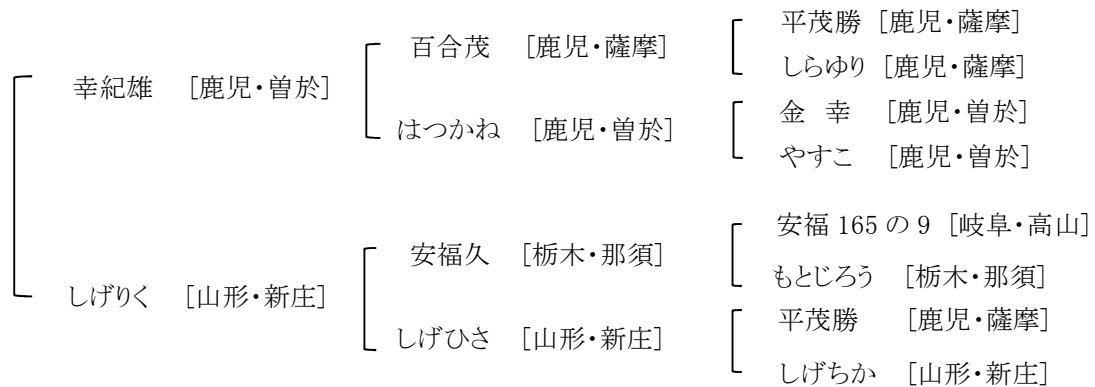 平茂勝 [鹿児・薩摩]
百合茂 [鹿児・薩摩]
しらゆり [鹿児・薩摩]
幸紀雄 [鹿児・曽於]
金 幸 [鹿児・曽於]
はつかね [鹿児・曽於]
やすこ [鹿児・曽於]
安福 165 の 9 [岐阜・高山]
安福久 [栃木・那須]
もとじろう [栃木・那須]
しげりく [山形・新庄]
平茂勝 [鹿児・薩摩]
しげひさ [山形・新庄]
しげちか [山形・新庄]